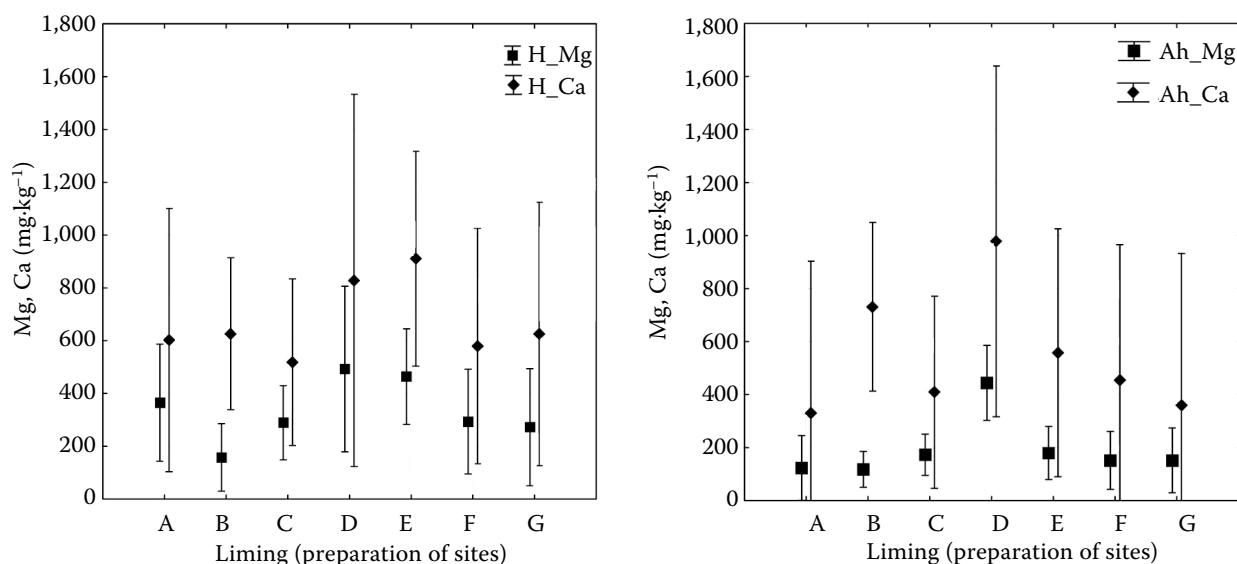 1,800
1,600
1,400
1,200
1,000
800
600
400
200
0
Mg, Ca (mg·kg⁻¹)
H_Mg
H_Ca
A B C D E F G
Liming (preparation of sites)
1,800
1,600
1,400
1,200
1,000
800
600
400
200
0
Mg, Ca (mg·kg⁻¹)
Ah_Mg
Ah_Ca
A B C D E F G
Liming (preparation of sites)